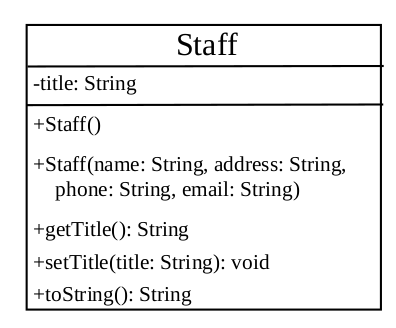 Staff
-title: String
+Staff()
+Staff(name: String, address: String,
phone: String, email: String)
+getTitle(): String
+setTitle(title: String): void
+toString(): String